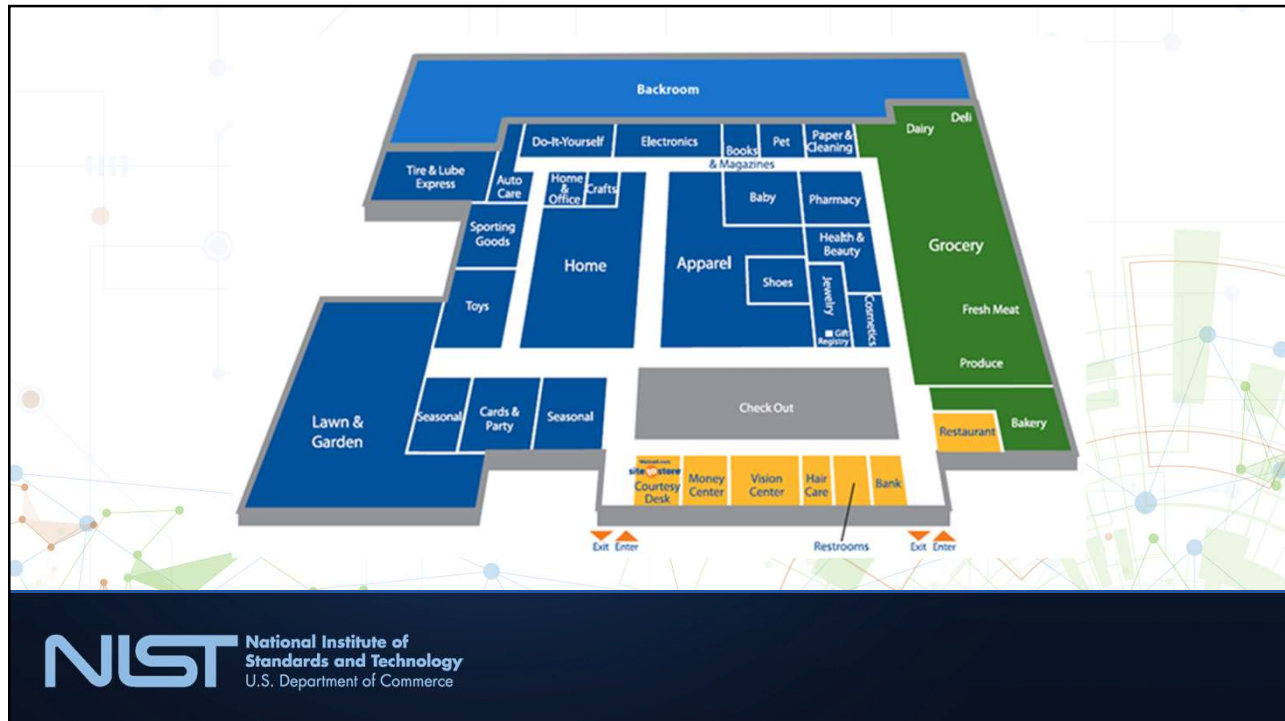 Backroom
Deli
Dairy
Do-It-Yourself
Electronics
Books
& Magazines
Pet
Paper &
Cleaning
Tire & Lube
Express
Auto
Care
Home
&
Office
Crafts
Baby
Pharmacy
Sporting
Goods
Home
Apparel
Health &
Beauty
Grocery
Shoes
Jewelry
Gift
Registry
Cosmetics
Toys
Fresh Meat
Produce
Lawn &
Garden
Seasonal
Cards &
Party
Seasonal
Check Out
Restaurant
Bakery
Walmart.com
site to store
Courtesy
Desk
Money
Center
Vision
Center
Hair
Care
Bank
Restrooms
Exit Enter
Exit Enter
NIST
National Institute of
Standards and Technology
U.S. Department of Commerce